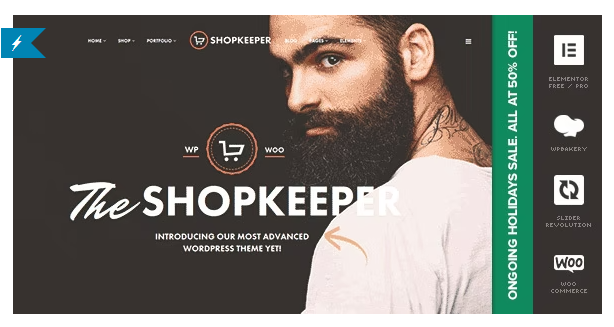 HOME
SHOP
PORTFOLIO
SHOPKEEPER
BLOG
PAGES
ELEMENTS
WP
WOO
The SHOPKEEPER
INTRODUCING OUR MOST ADVANCED
WORDPRESS THEME YET!
ONGOING HOLIDAYS SALE. ALL AT 50% OFF!
ELEMENTOR
FREE / PRO
WPBAKERY
SLIDER
REVOLUTION
WOO
WOO
COMMERCE